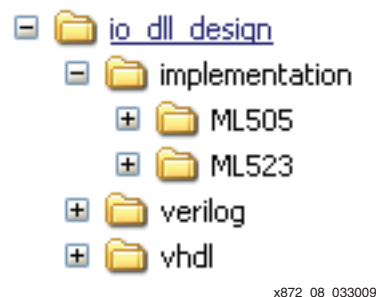 io_dll_design
implementation
ML505
ML523
verilog
vhdl
x872_08_033009